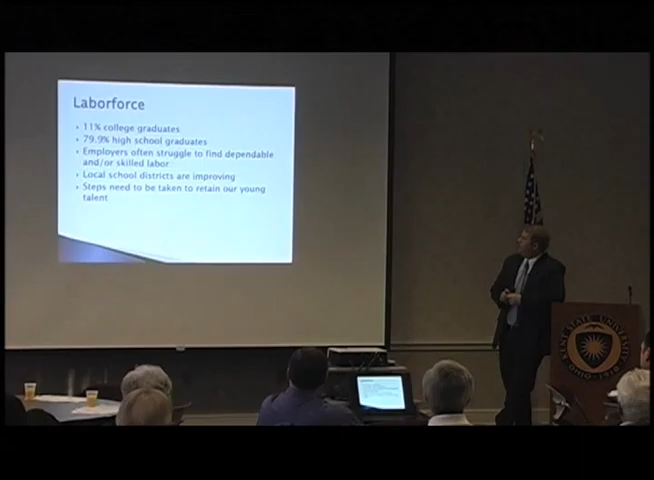 Laborforce
11% college graduates
79.9% high school graduates
Employers often struggle to find dependable
and/or skilled labor
Local school districts are improving
Steps need to be taken to retain our young
talent
KENT STATE UNIVERSITY
OHIO 1910